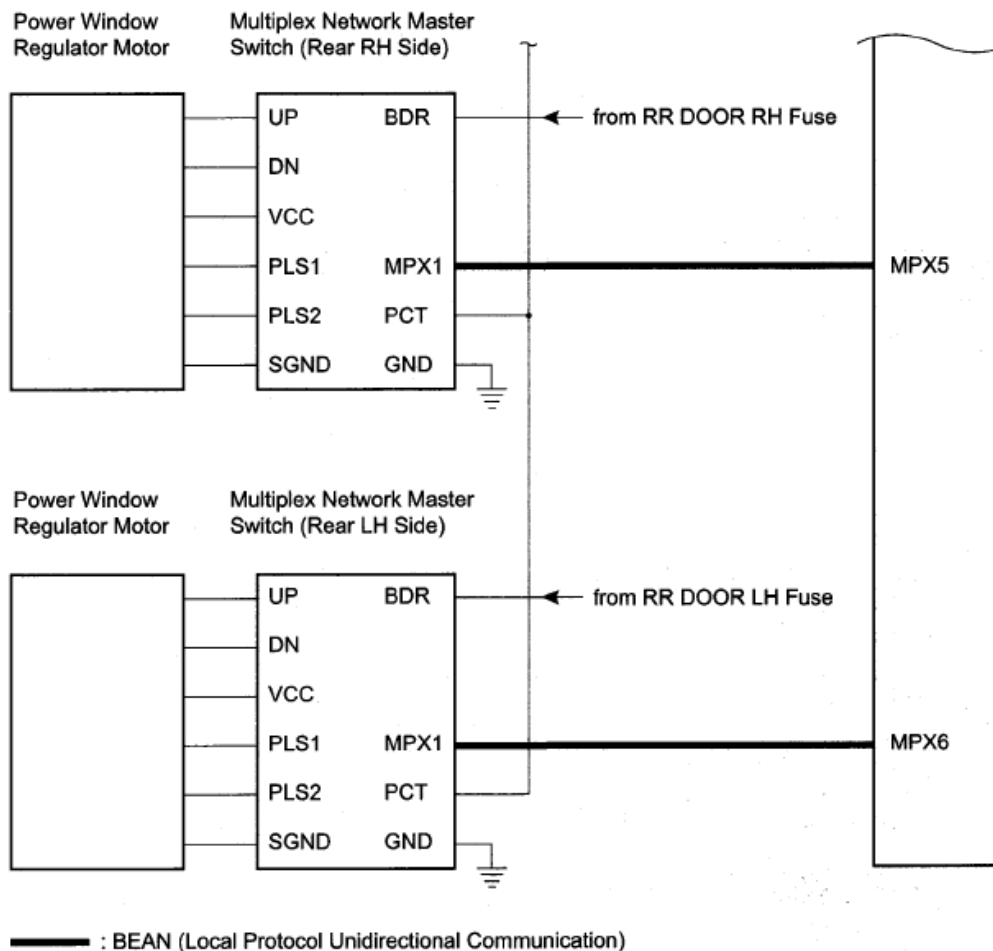 Power Window
Regulator Motor
Multiplex Network Master
Switch (Rear RH Side)
UP
BDR
from RR DOOR RH Fuse
DN
VCC
PLS1
MPX1
MPX5
PLS2
PCT
SGND
GND
Power Window
Regulator Motor
Multiplex Network Master
Switch (Rear LH Side)
UP
BDR
from RR DOOR LH Fuse
DN
VCC
PLS1
MPX1
MPX6
PLS2
PCT
SGND
GND
: BEAN (Local Protocol Unidirectional Communication)